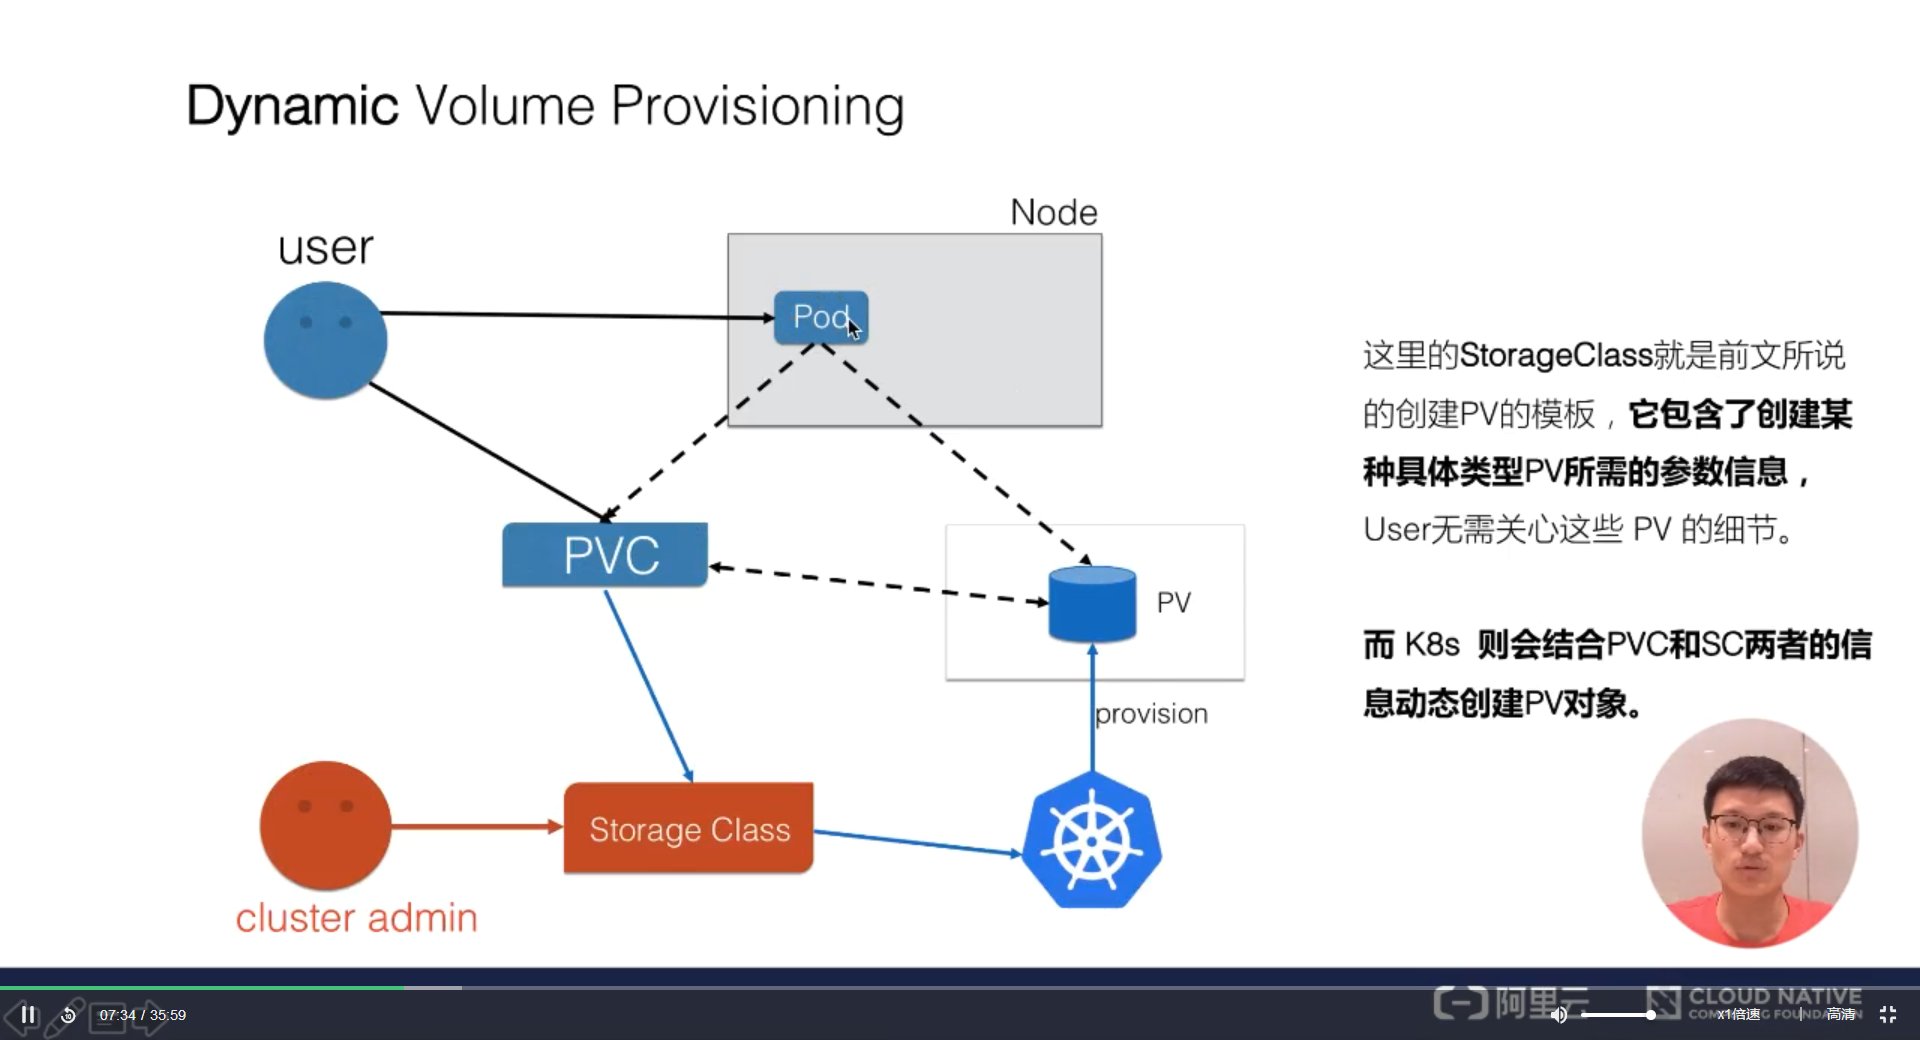 Dynamic Volume Provisioning
Node
user
Pod
PVC
PV
provision
Storage Class
cluster admin
这里的StorageClass就是前文所说
的创建PV的模板，它包含了创建某
种具体类型PV所需的参数信息，
User无需关心这些 PV 的细节。
而 K8s 则会结合PVC和SC两者的信
息动态创建PV对象。
阿里云
CLOUD NATIVE
07:34 / 35:59
x1倍速
高清